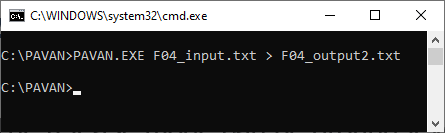 C:\WINDOWS\system32\cmd.exe
C:\PAVAN>PAVAN.EXE F04_input.txt > F04_output2.txt
C:\PAVAN>